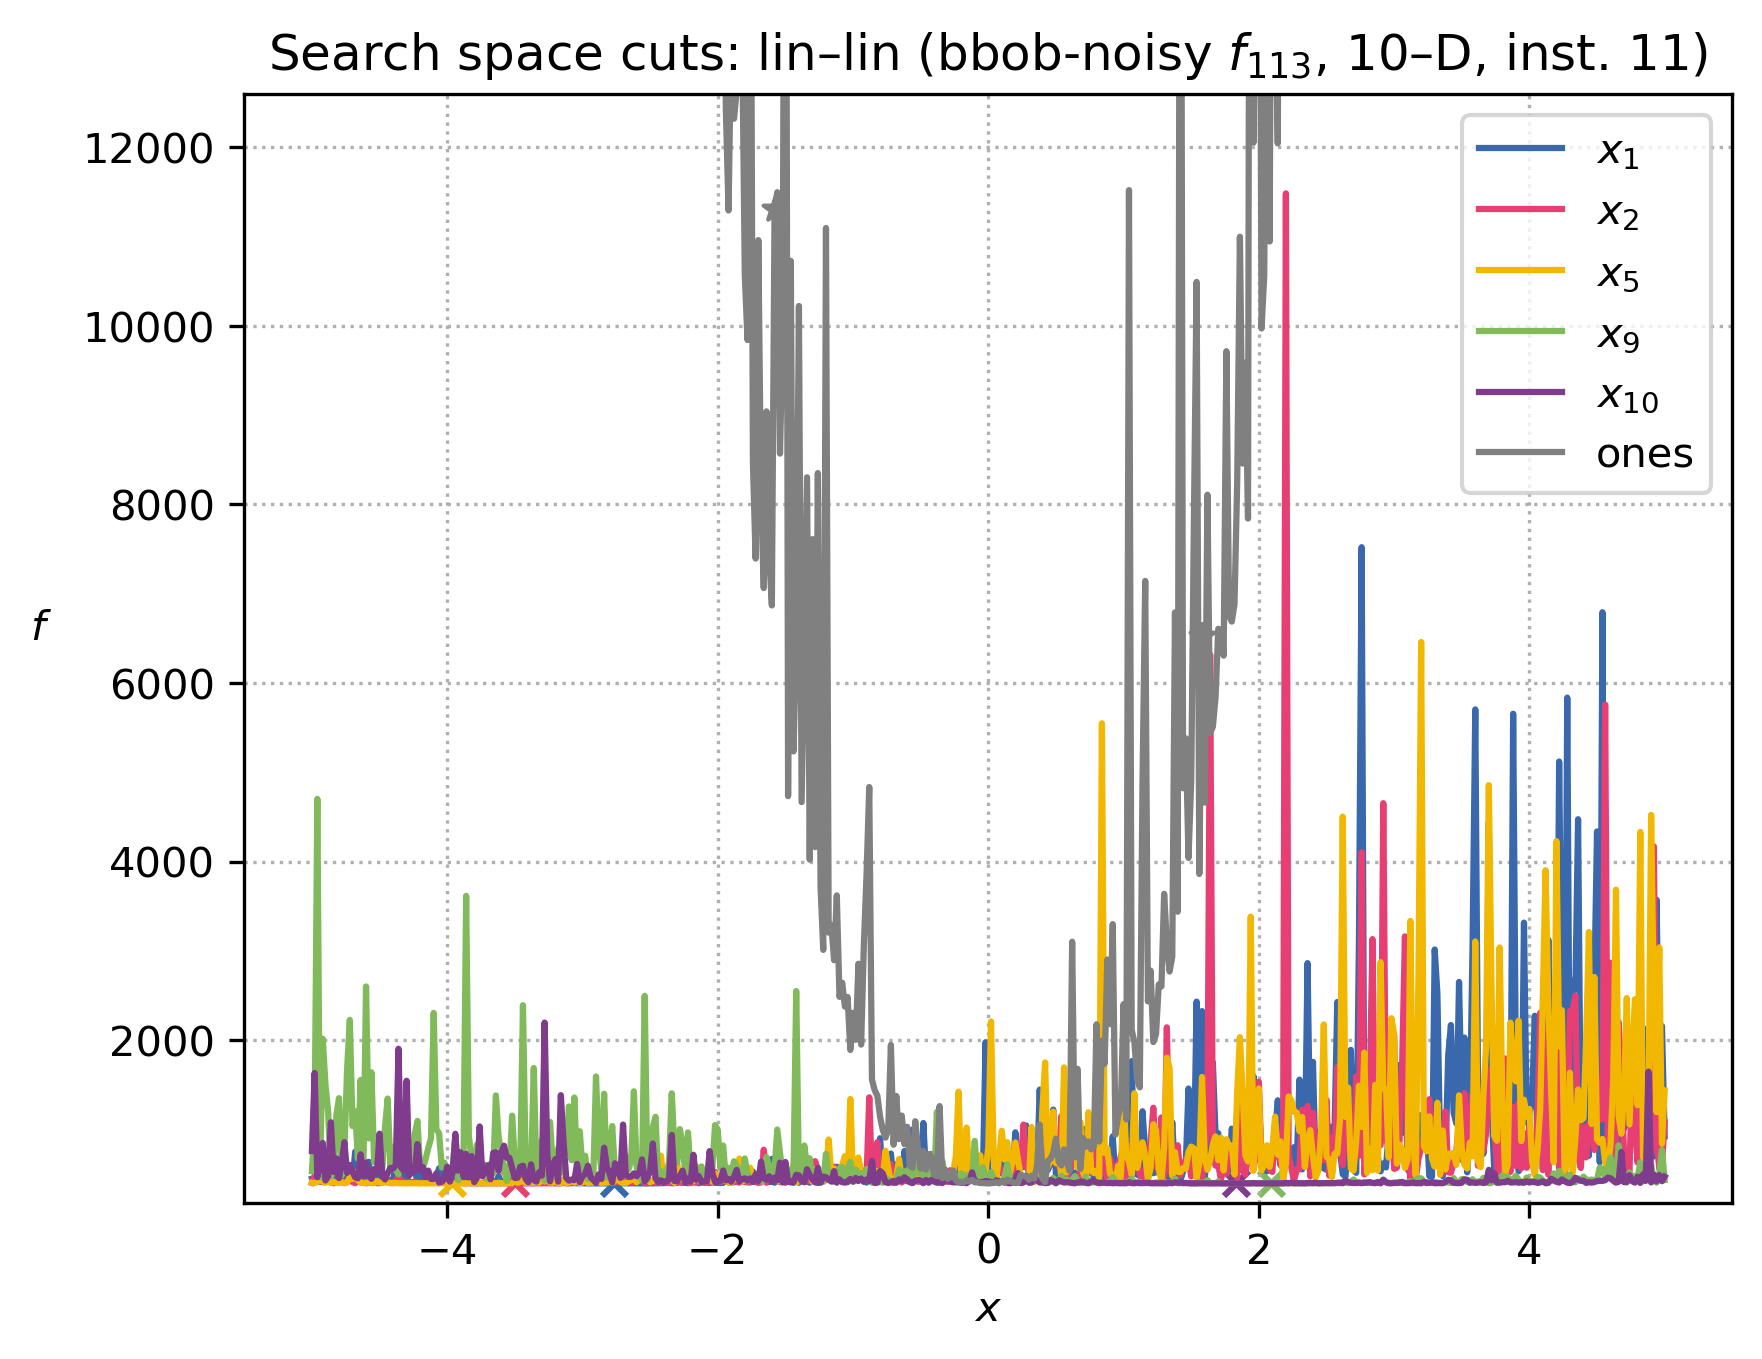 Search space cuts: lin–lin (bbob-noisy f₁₁₃, 10–D, inst. 11)
12000
10000
8000
6000
4000
2000
f
x₁
x₂
x₅
x₉
x₁₀
ones
−4
−2
0
2
4
x